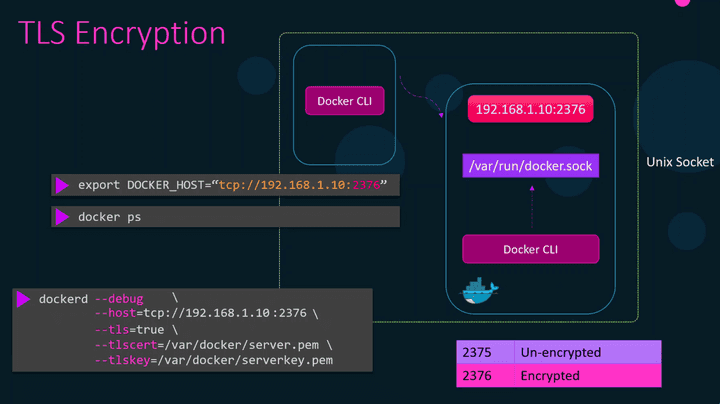 TLS Encryption
Docker CLI
192.168.1.10:2376
/var/run/docker.sock
Unix Socket
export DOCKER_HOST=“tcp://192.168.1.10:2376”
docker ps
Docker CLI
dockerd --debug \
--host=tcp://192.168.1.10:2376 \
--tls=true \
--tlscert=/var/docker/server.pem \
--tlskey=/var/docker/serverkey.pem
2375 Un-encrypted
2376 Encrypted